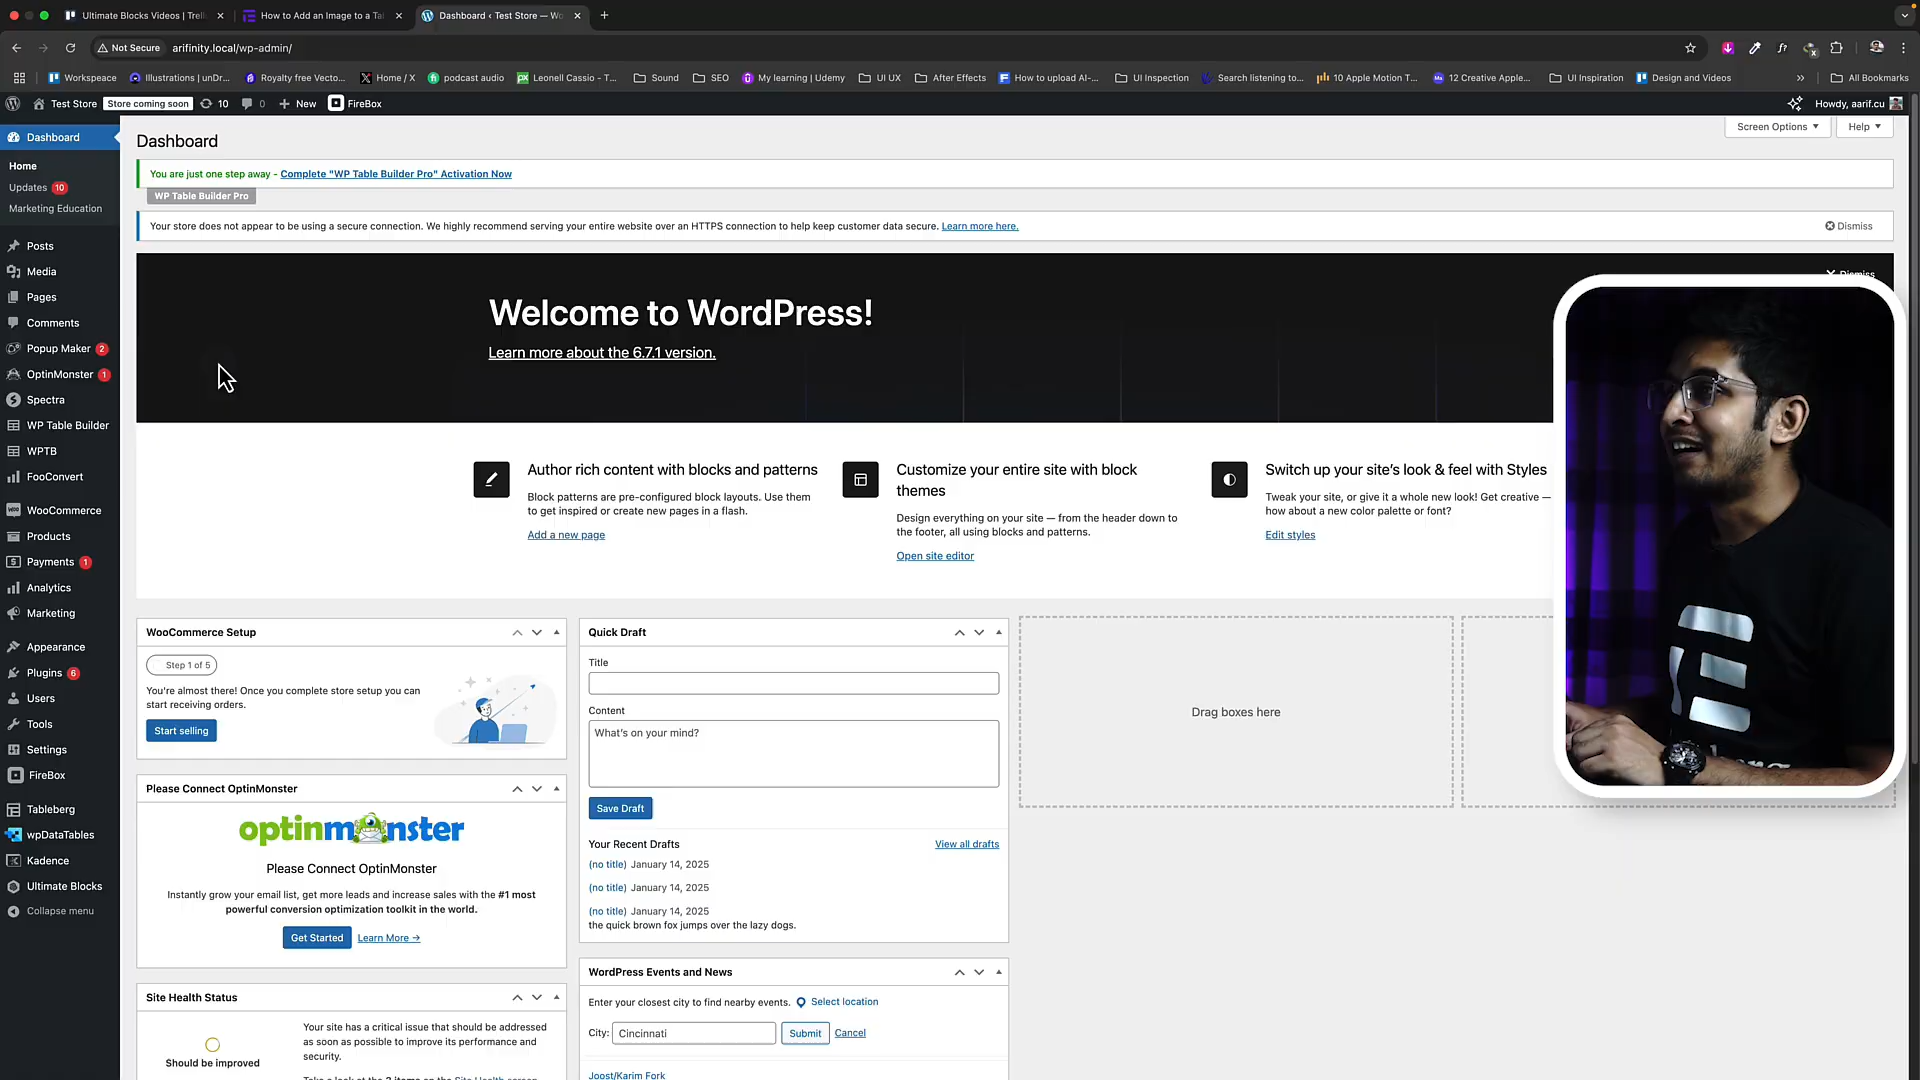 Ultimate Blocks Videos | Trell
How to Add an Image to a Tal
Dashboard ‹ Test Store — Wo
Not Secure
arifinity.local/wp-admin/
Workspeace
Illustrations | unDr...
Royalty free Vecto...
Home / X
podcast audio
Leonell Cassio - T...
Sound
SEO
My learning | Udemy
UI UX
After Effects
How to upload AI-...
UI Inspection
Search listening to...
10 Apple Motion T...
12 Creative Apple...
UI Inspiration
Design and Videos
All Bookmarks
Test Store
Store coming soon
10
0
New
FireBox
Howdy, aarif.cu
Dashboard
Home
Updates 10
Marketing Education
Posts
Media
Pages
Comments
Popup Maker 2
OptinMonster 1
Spectra
WP Table Builder
WPTB
FooConvert
WooCommerce
Products
Payments 1
Analytics
Marketing
Appearance
Plugins 6
Users
Tools
Settings
FireBox
Tableberg
wpDataTables
Kadence
Ultimate Blocks
Collapse menu
Dashboard
Screen Options
Help
You are just one step away - Complete "WP Table Builder Pro" Activation Now
WP Table Builder Pro
Your store does not appear to be using a secure connection. We highly recommend serving your entire website over an HTTPS connection to help keep customer data secure. Learn more here.
Dismiss
Dismiss
Welcome to WordPress!
Learn more about the 6.7.1 version.
Author rich content with blocks and patterns
Block patterns are pre-configured block layouts. Use them
to get inspired or create new pages in a flash.
Add a new page
Customize your entire site with block
themes
Design everything on your site — from the header down to
the footer, all using blocks and patterns.
Open site editor
Switch up your site's look & feel with Styles
Tweak your site, or give it a whole new look! Get creative —
how about a new color palette or font?
Edit styles
WooCommerce Setup
Step 1 of 5
You're almost there! Once you complete store setup you can
start receiving orders.
Start selling
Please Connect OptinMonster
optinmonster
Please Connect OptinMonster
Instantly grow your email list, get more leads and increase sales with the #1 most
powerful conversion optimization toolkit in the world.
Get Started
Learn More →
Site Health Status
Should be improved
Your site has a critical issue that should be addressed
as soon as possible to improve its performance and
security.
Take a look at the 3 items on the Site Health screen
Quick Draft
Title
Content
What's on your mind?
Save Draft
Your Recent Drafts
View all drafts
(no title) January 14, 2025
(no title) January 14, 2025
(no title) January 14, 2025
the quick brown fox jumps over the lazy dogs.
WordPress Events and News
Enter your closest city to find nearby events.
Select location
City:
Cincinnati
Submit
Cancel
Joost/Karim Fork
Drag boxes here